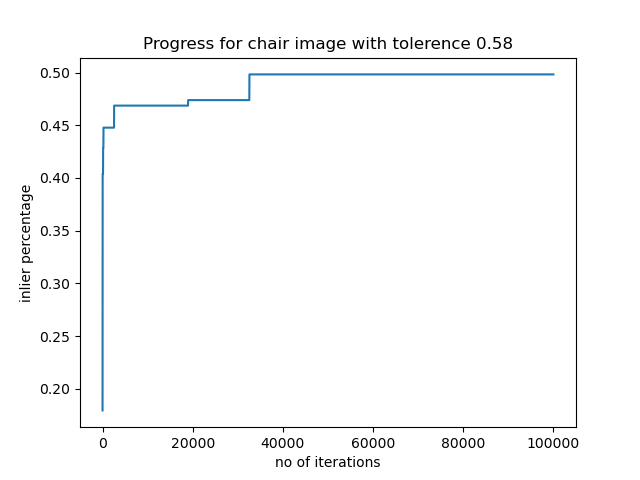 Progress for chair image with tolerence 0.58
0.50
0.45
0.40
0.35
0.30
0.25
0.20
inlier percentage
0 20000 40000 60000 80000 100000
no of iterations